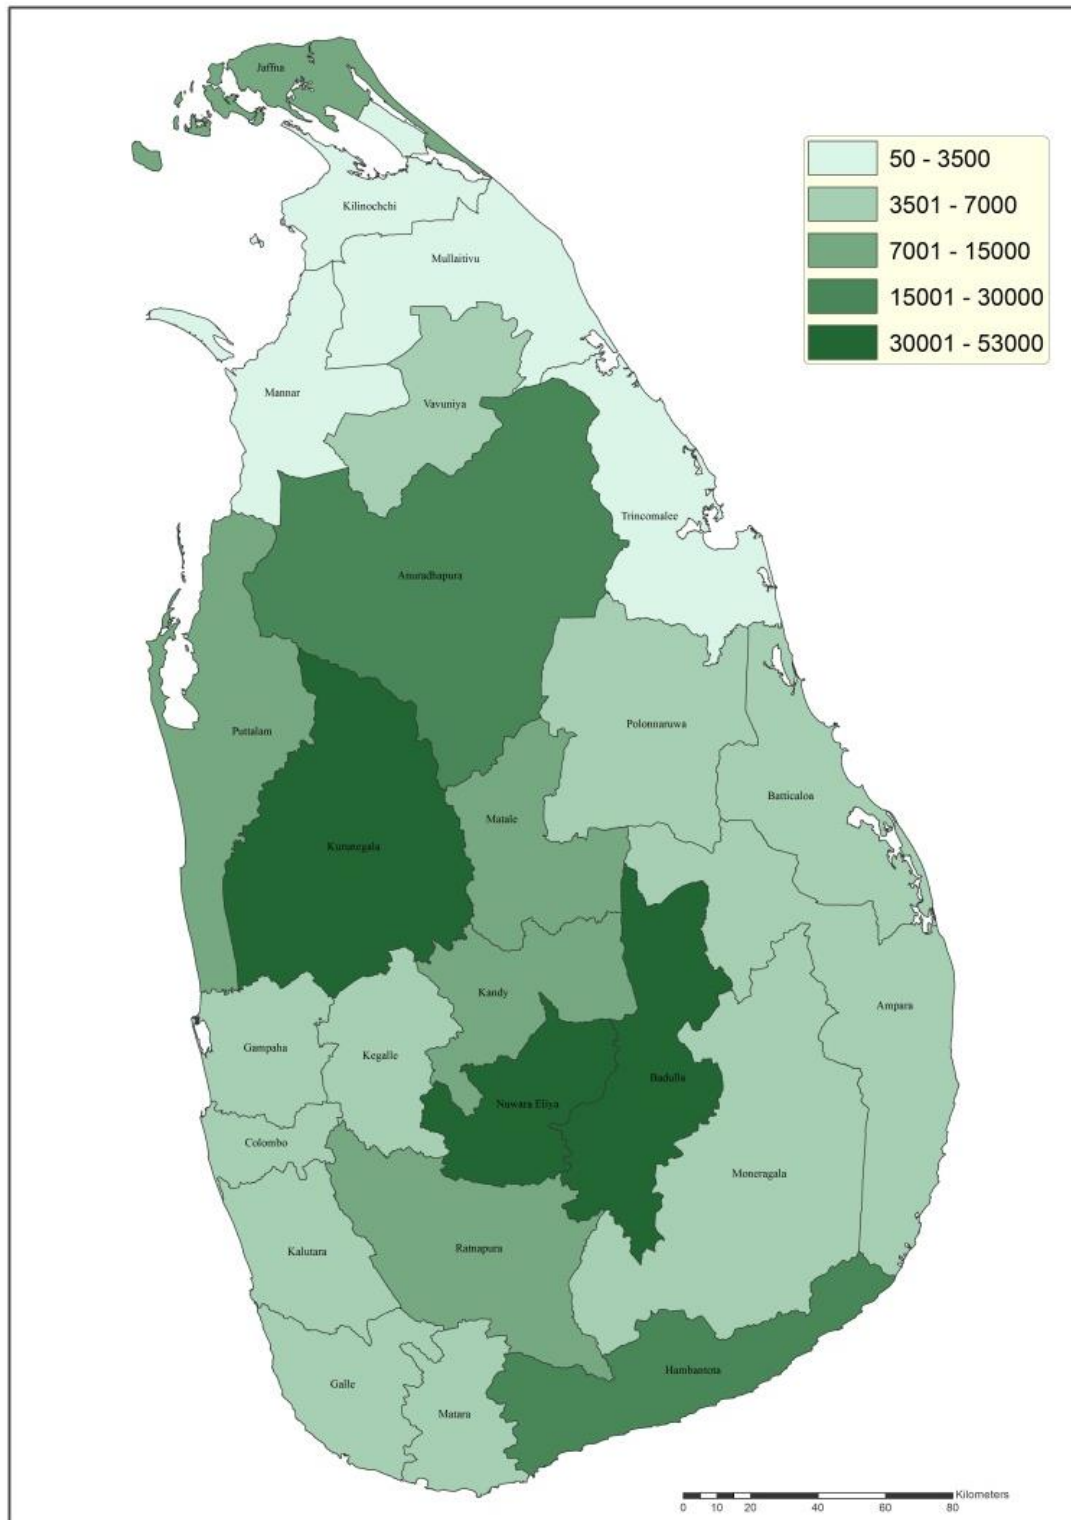 Jaffna
50 - 3500
3501 - 7000
7001 - 15000
15001 - 30000
30001 - 53000
Kilinochchi
Mullaitivu
Mannar
Vavuniya
Trincomalee
Anuradhapura
Polonnaruwa
Puttalam
Batticaloa
Matale
Kurunegala
Kandy
Ampara
Gampaha
Kegalle
Badulla
Nuwara Eliya
Colombo
Moneragala
Kalutara
Ratnapura
Hambantota
Galle
Matara
Kilometers
0 10 20 40 60 80